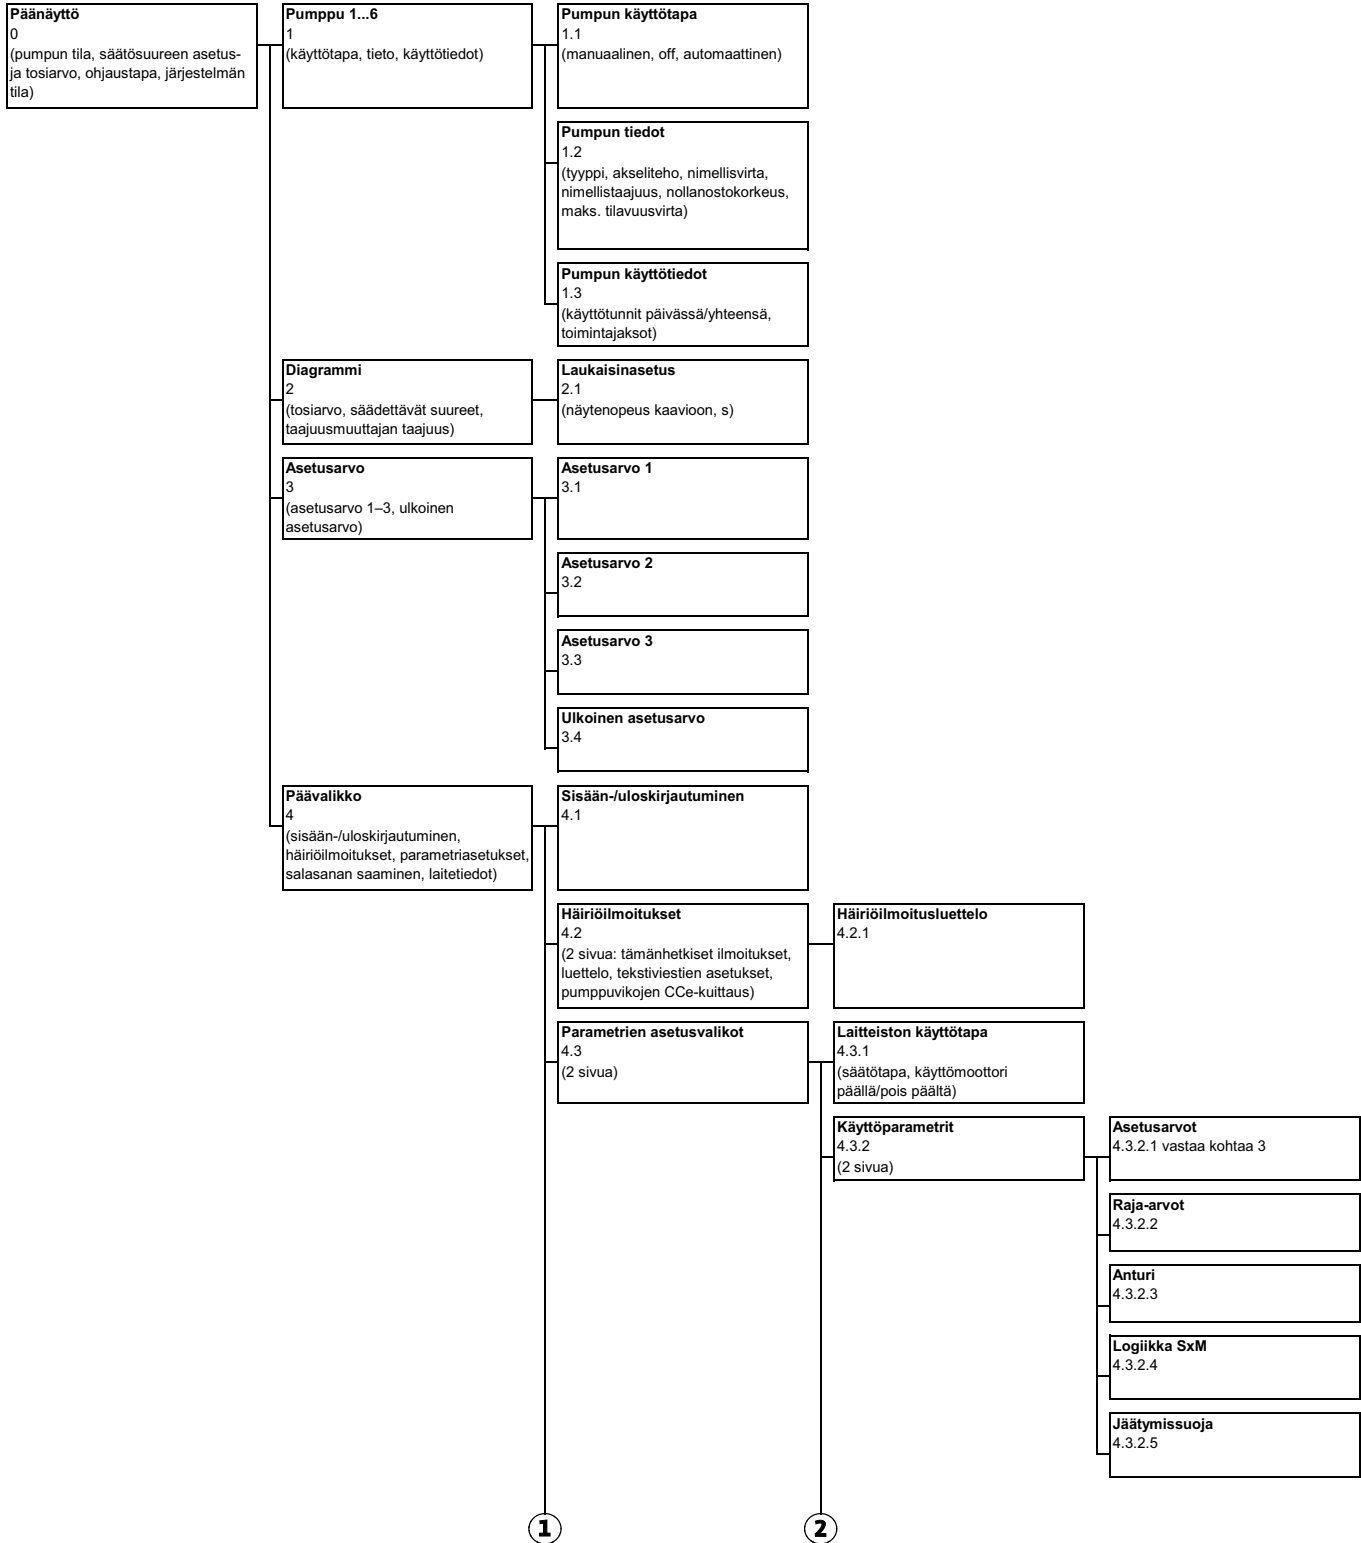 Päänäyttö
0
(pumpun tila, säätösuureen asetus-
ja tosiarvo, ohjaustapa, järjestelmän
tila)
Pumppu 1...6
1
(käyttötapa, tieto, käyttötiedot)
Pumpun käyttötapa
1.1
(manuaalinen, off, automaattinen)
Pumpun tiedot
1.2
(tyyppi, akseliteho, nimellisvirta,
nimellistaajuus, nollanostokorkeus,
maks. tilavuusvirta)
Pumpun käyttötiedot
1.3
(käyttötunnit päivässä/yhteensä,
toimintajaksot)
Diagrammi
2
(tosiarvo, säädettävät suureet,
taajuusmuuttajan taajuus)
Laukaisinasetus
2.1
(näytenopeus kaavioon, s)
Asetusarvo
3
(asetusarvo 1–3, ulkoinen
asetusarvo)
Asetusarvo 1
3.1
Asetusarvo 2
3.2
Asetusarvo 3
3.3
Ulkoinen asetusarvo
3.4
Päävalikko
4
(sisään-/uloskirjautuminen,
häiriöilmoitukset, parametriasetukset,
salasanan saaminen, laitetiedot)
Sisään-/uloskirjautuminen
4.1
Häiriöilmoitukset
4.2
(2 sivua: tämänhetkiset ilmoitukset,
luettelo, tekstiviestien asetukset,
pumppuvikojen CCe-kuittaus)
Häiriöilmoitusluettelo
4.2.1
Parametrien asetusvalikot
4.3
(2 sivua)
Laitteiston käyttötapa
4.3.1
(säätötapa, käyttömoottori
päällä/pois päältä)
Käyttöparametrit
4.3.2
(2 sivua)
Asetusarvot
4.3.2.1 vastaa kohtaa 3
Raja-arvot
4.3.2.2
Anturi
4.3.2.3
Logiikka SxM
4.3.2.4
Jäätymissuoja
4.3.2.5
1
2